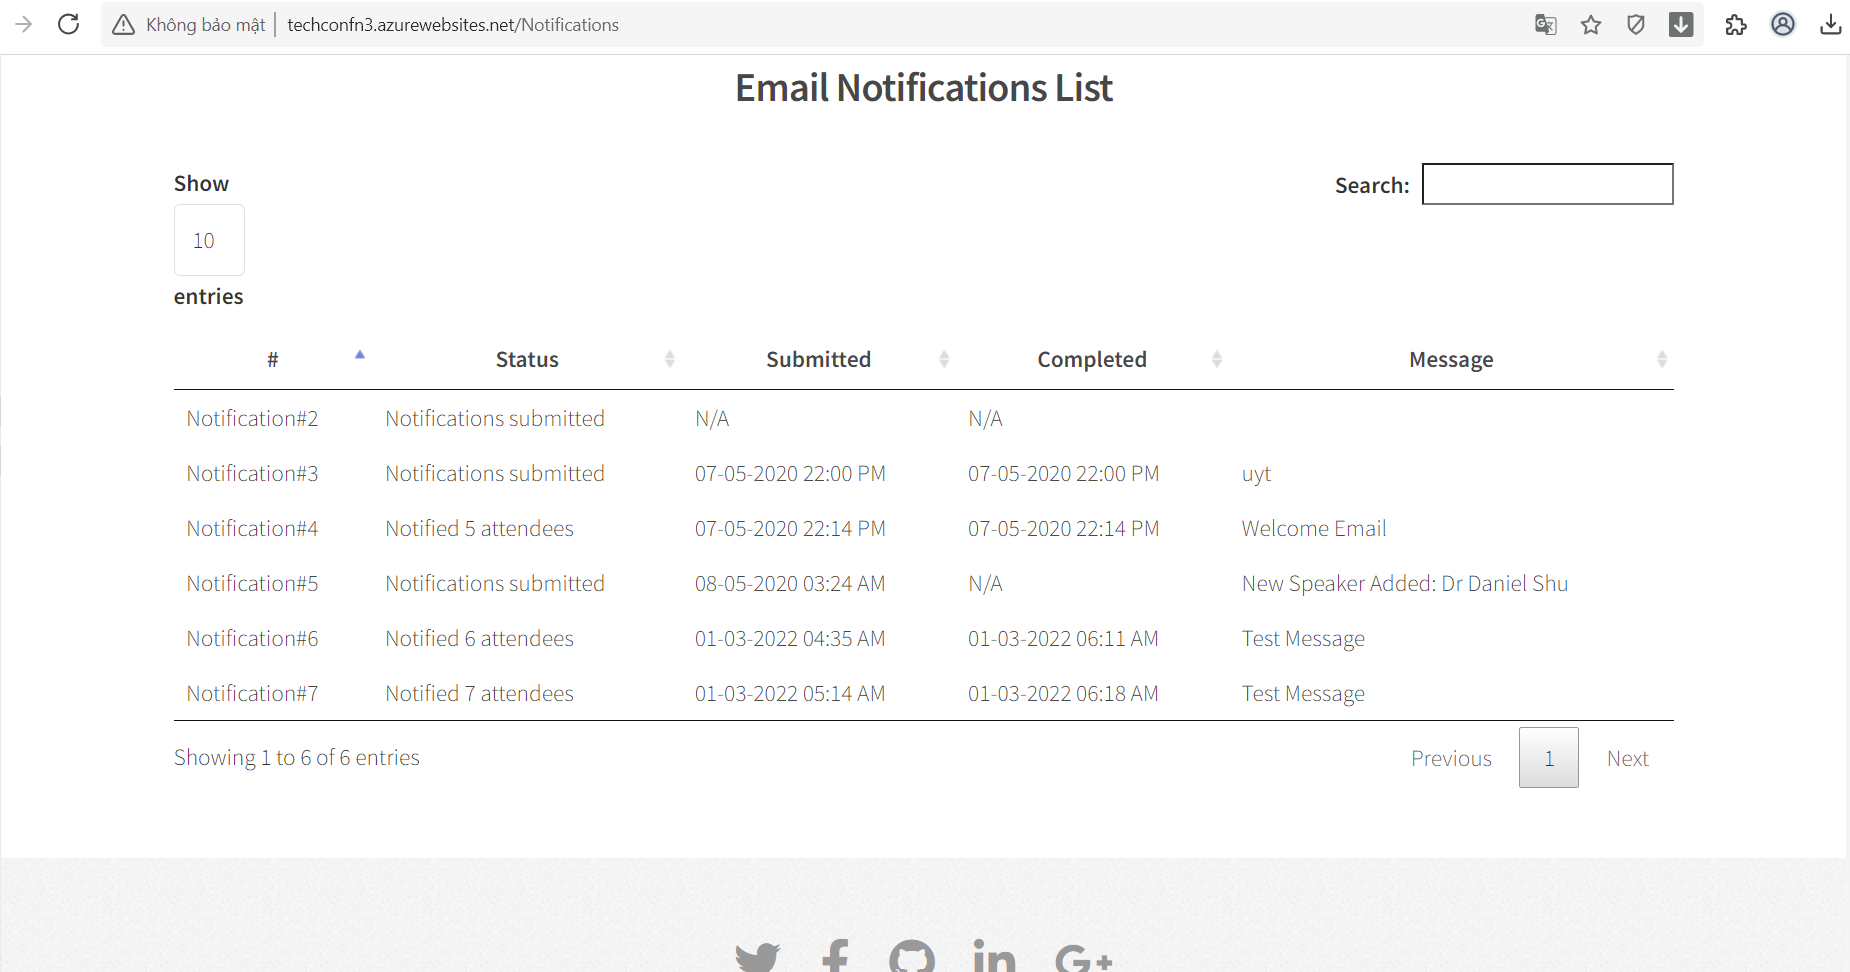 Không bảo mật techconfn3.azurewebsites.net/Notifications
Email Notifications List
Show
10
entries
Search:
# Status Submitted Completed Message
Notification#2 Notifications submitted N/A N/A
Notification#3 Notifications submitted 07-05-2020 22:00 PM 07-05-2020 22:00 PM uyt
Notification#4 Notified 5 attendees 07-05-2020 22:14 PM 07-05-2020 22:14 PM Welcome Email
Notification#5 Notifications submitted 08-05-2020 03:24 AM N/A New Speaker Added: Dr Daniel Shu
Notification#6 Notified 6 attendees 01-03-2022 04:35 AM 01-03-2022 06:11 AM Test Message
Notification#7 Notified 7 attendees 01-03-2022 05:14 AM 01-03-2022 06:18 AM Test Message
Showing 1 to 6 of 6 entries
Previous 1 Next